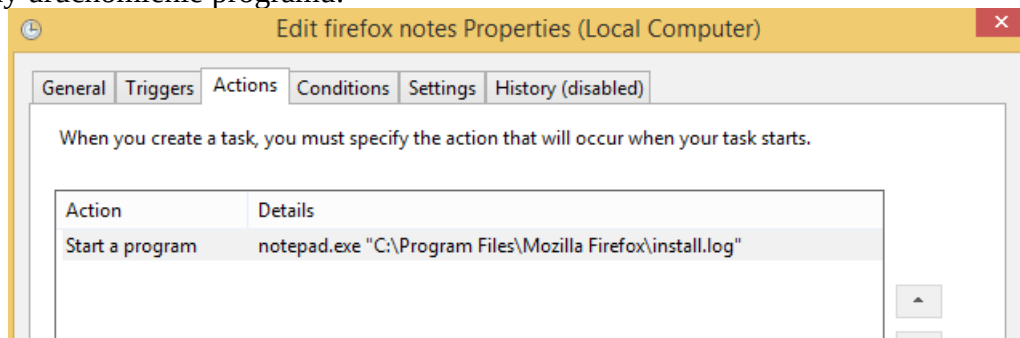 uruchomienie programu.
Edit firefox notes Properties (Local Computer)
General Triggers Actions Conditions Settings History (disabled)
When you create a task, you must specify the action that will occur when your task starts.
Action Details
Start a program notepad.exe "C:\Program Files\Mozilla Firefox\install.log"